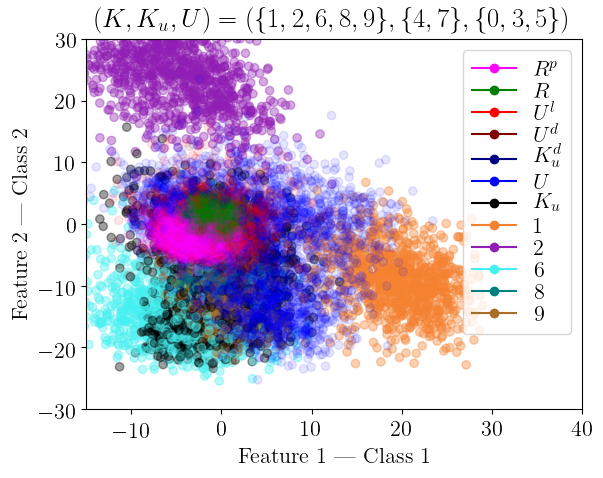 (K, K_u, U) = ({1, 2, 6, 8, 9}, {4, 7}, {0, 3, 5})
30
20
10
0
−10
−20
−30
Feature 2 — Class 2
−10
0
10
20
30
40
Feature 1 — Class 1
R^p
R
U^l
U^d
K_u^d
U
K_u
1
2
6
8
9